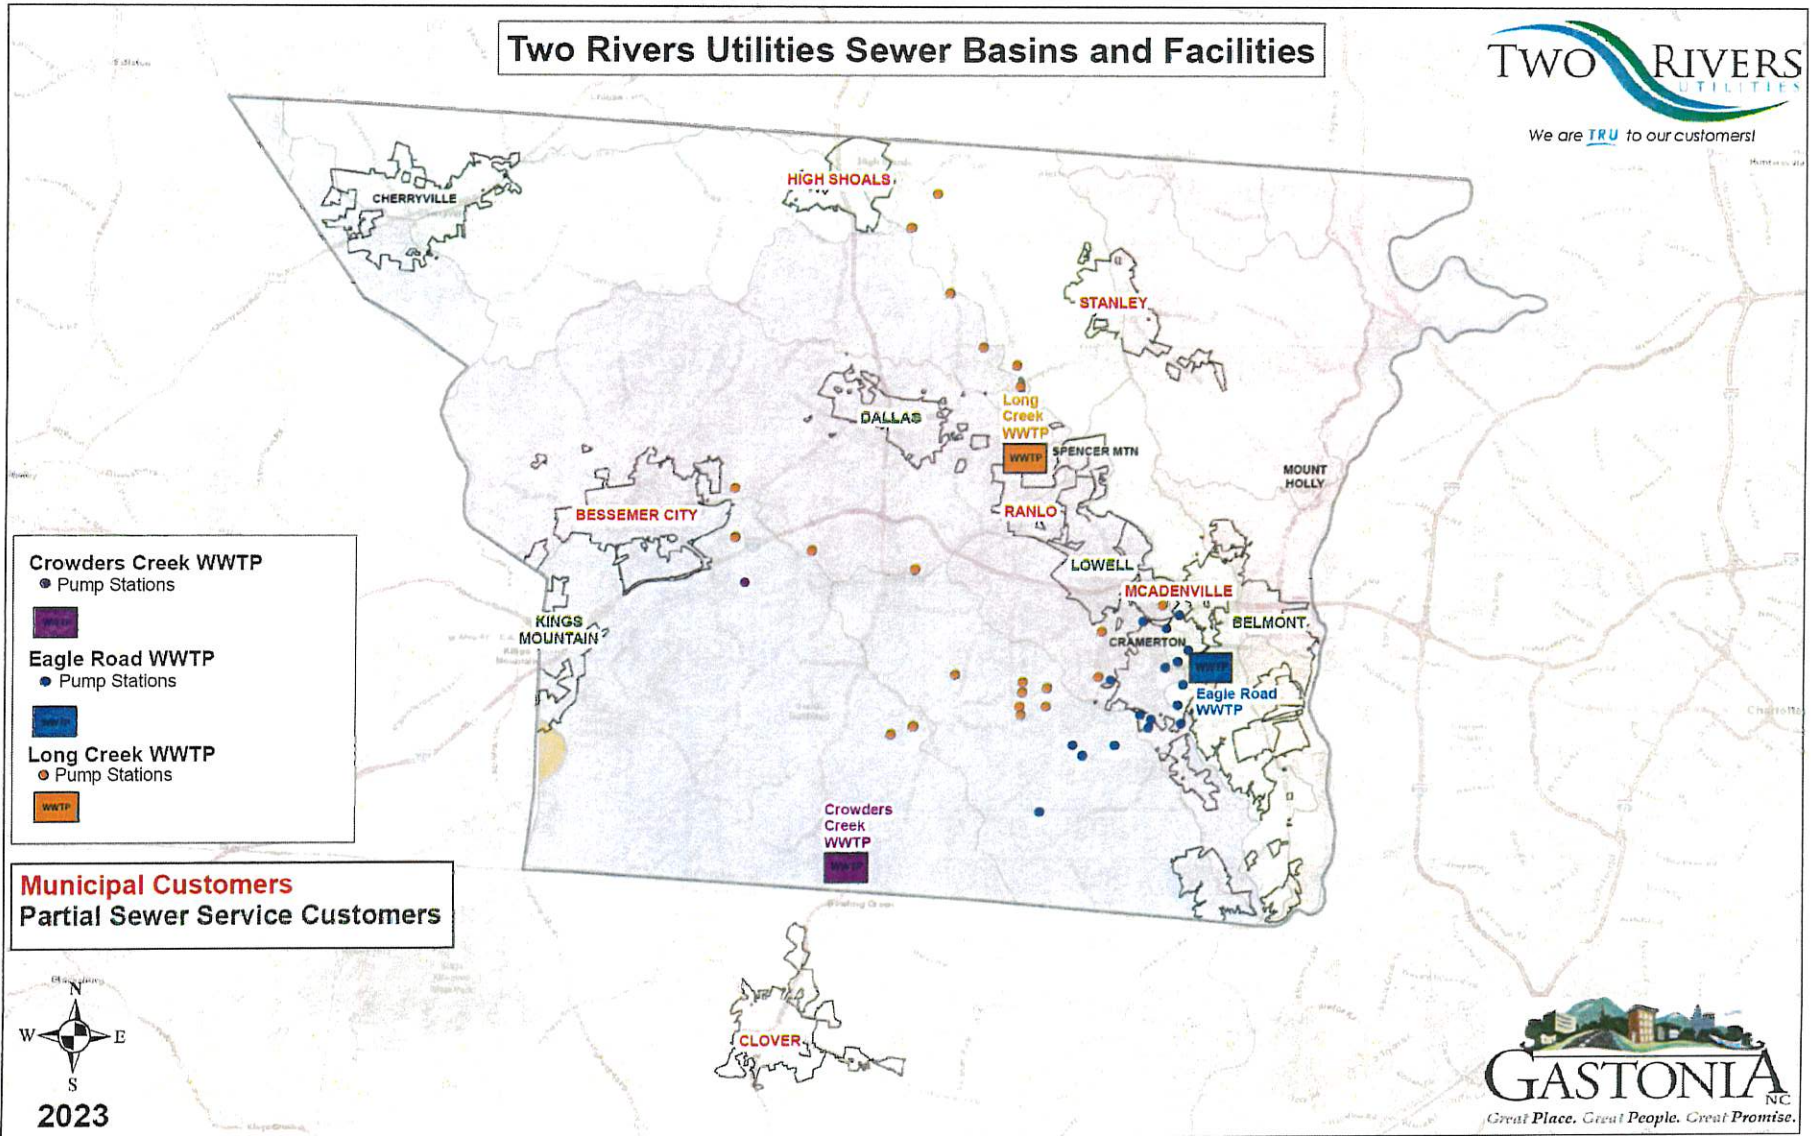 Two Rivers Utilities Sewer Basins and Facilities
TWO RIVERS
UTILITIES
We are TRU to our customers!
CHERRYVILLE
HIGH SHOALS
STANLEY
DALLAS
Long
Creek
WWTP
WWTP
SPENCER MTN
MOUNT
HOLLY
BESSEMER CITY
RANLO
LOWELL
MCADENVILLE
KINGS
MOUNTAIN
BELMONT
CRAMERTON
WWTP
Eagle Road
WWTP
Crowders
Creek
WWTP
WWTP
CLOVER
Crowders Creek WWTP
Pump Stations
WWTP
Eagle Road WWTP
Pump Stations
WWTP
Long Creek WWTP
Pump Stations
WWTP
Municipal Customers
Partial Sewer Service Customers
N
W E
S
2023
GASTONIA
NC
Great Place. Great People. Great Promise.